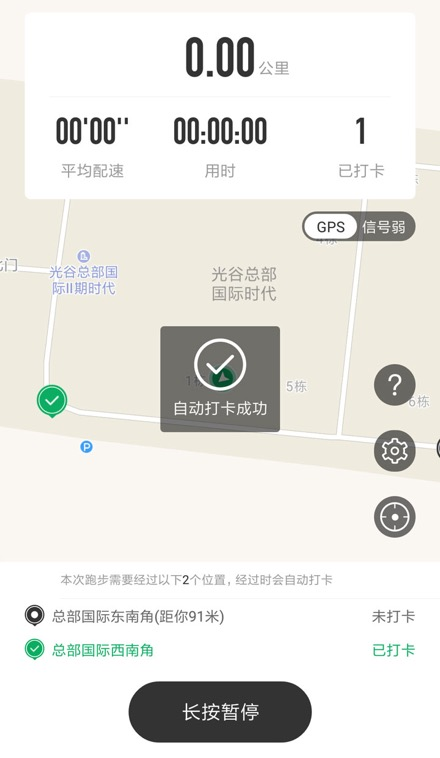 0.00公里
00'00'' 00:00:00 1
平均配速 用时 已打卡
GPS 信号弱
北门
光谷总部国
际II期时代
光谷总部
国际时代
5栋
6栋
自动打卡成功
P
本次跑步需要经过以下2个位置，经过时会自动打卡
总部国际东南角(距你91米) 未打卡
总部国际西南角 已打卡
长按暂停